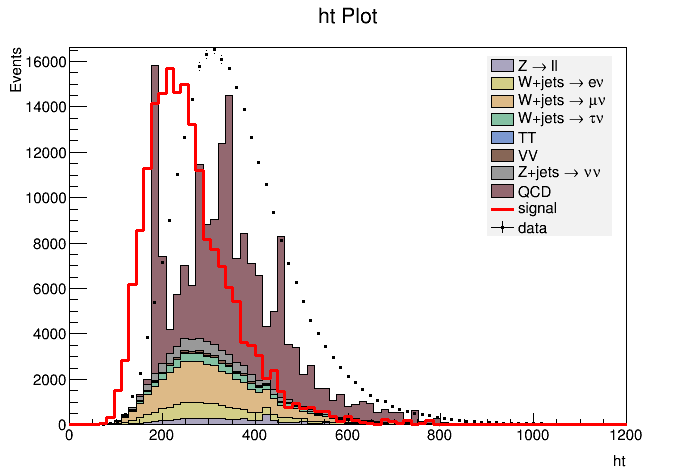 ht Plot
Events
16000
14000
12000
10000
8000
6000
4000
2000
0
0
200
400
600
800
1000
1200
ht
Z → ll
W+jets → eν
W+jets → μν
W+jets → τν
TT
VV
Z+jets → νν
QCD
signal
data